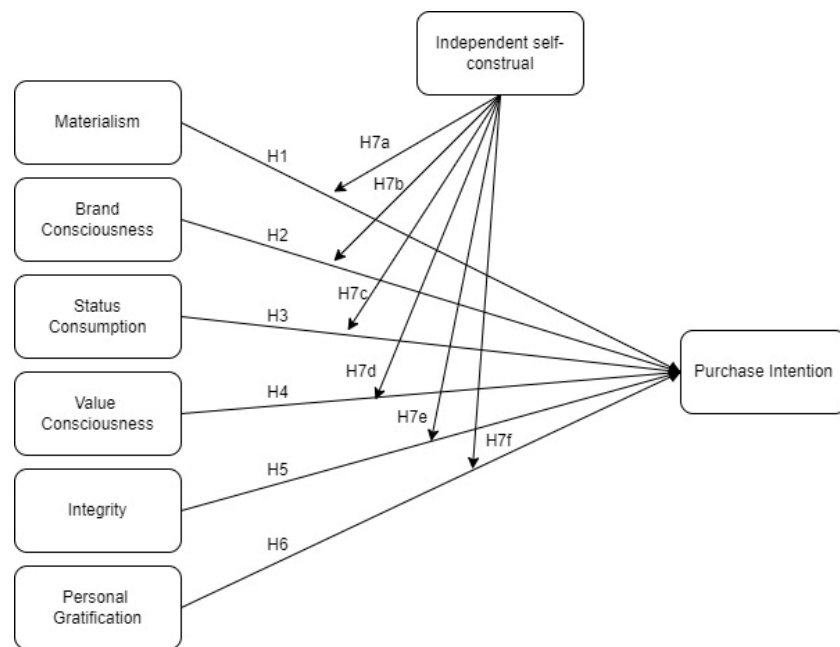 Independent self-
construal
Materialism
H1
H7a
H7b
Brand
Consciousness
H2
H7c
Status
Consumption
H3
H7d
Purchase Intention
Value
Consciousness
H4
H7e
H7f
Integrity
H5
H6
Personal
Gratification